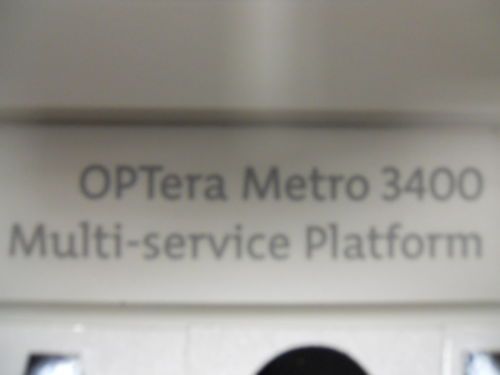 OPTera Metro 3400
Multi-service Platform